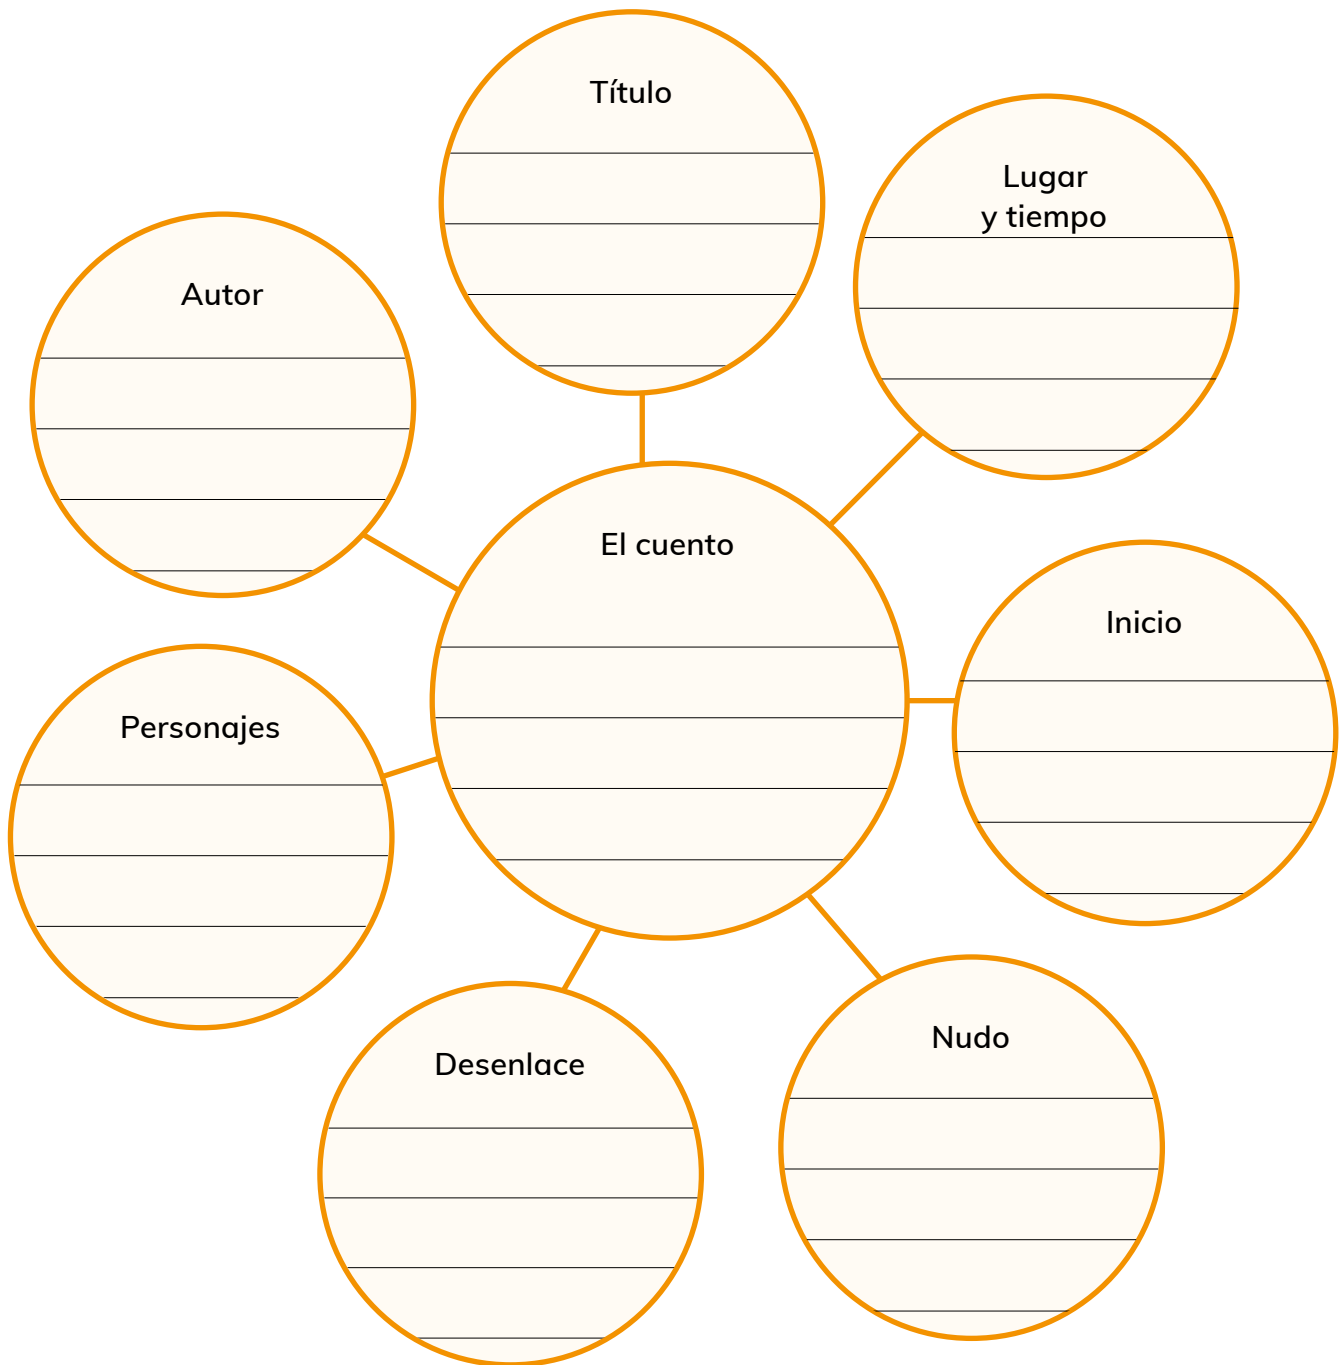 Título
Lugar
y tiempo
Autor
El cuento
Inicio
Personajes
Nudo
Desenlace